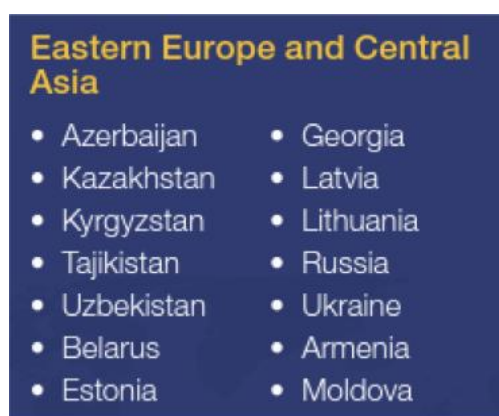 Eastern Europe and Central
Asia
• Azerbaijan
• Kazakhstan
• Kyrgyzstan
• Tajikistan
• Uzbekistan
• Belarus
• Estonia
• Georgia
• Latvia
• Lithuania
• Russia
• Ukraine
• Armenia
• Moldova